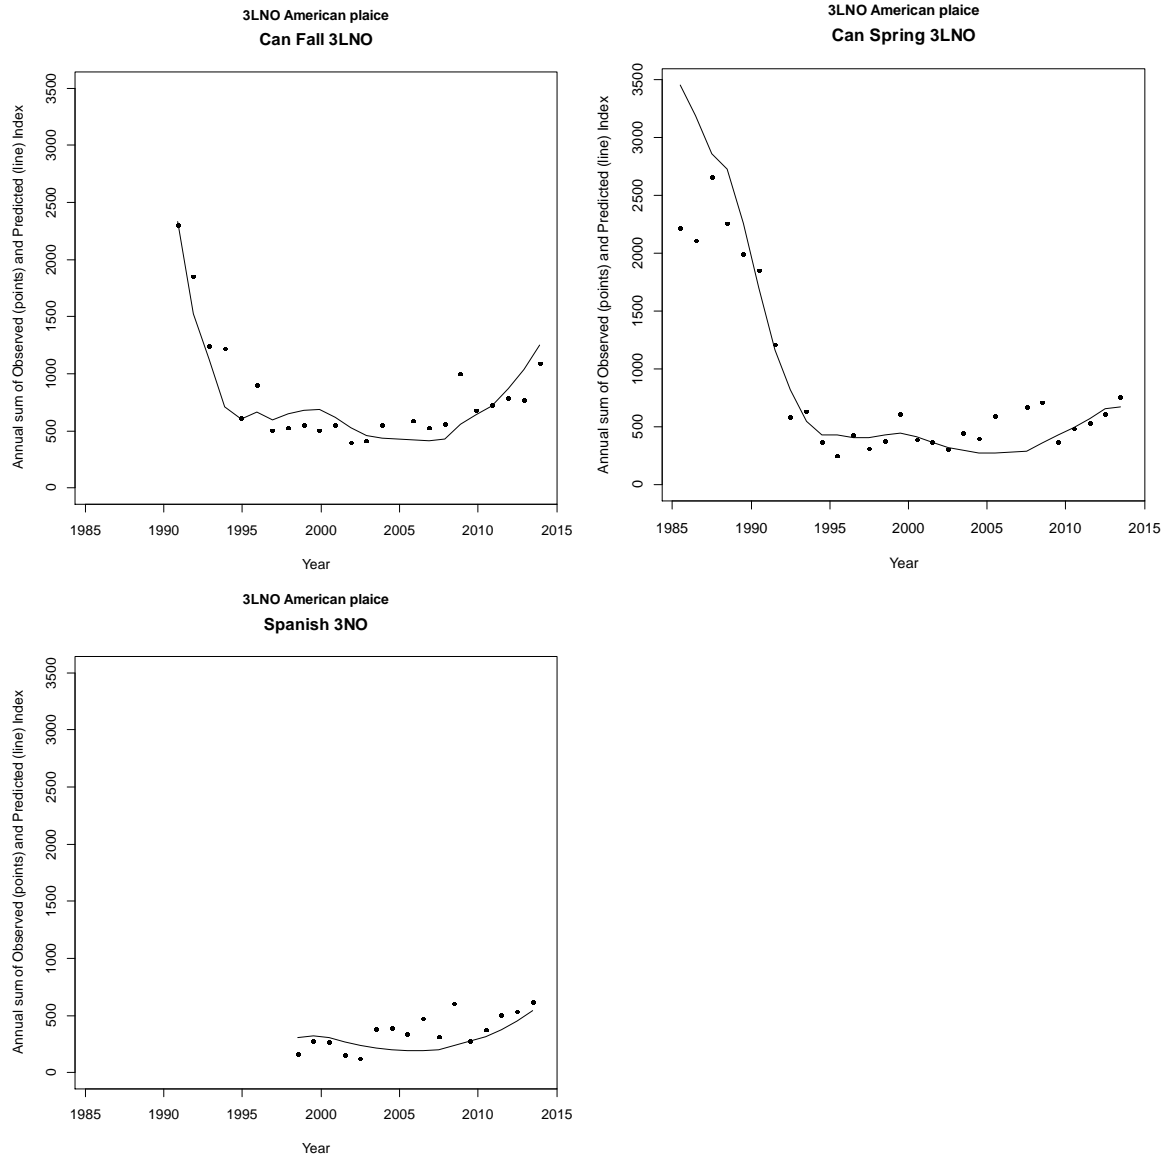 3LNO American plaice
Can Fall 3LNO
Annual sum of Observed (points) and Predicted (line) Index
3500
3000
2500
2000
1500
1000
500
0
1985 1990 1995 2000 2005 2010 2015
Year
3LNO American plaice
Can Spring 3LNO
Annual sum of Observed (points) and Predicted (line) Index
3500
3000
2500
2000
1500
1000
500
0
1985 1990 1995 2000 2005 2010 2015
Year
3LNO American plaice
Spanish 3NO
Annual sum of Observed (points) and Predicted (line) Index
3500
3000
2500
2000
1500
1000
500
0
1985 1990 1995 2000 2005 2010 2015
Year